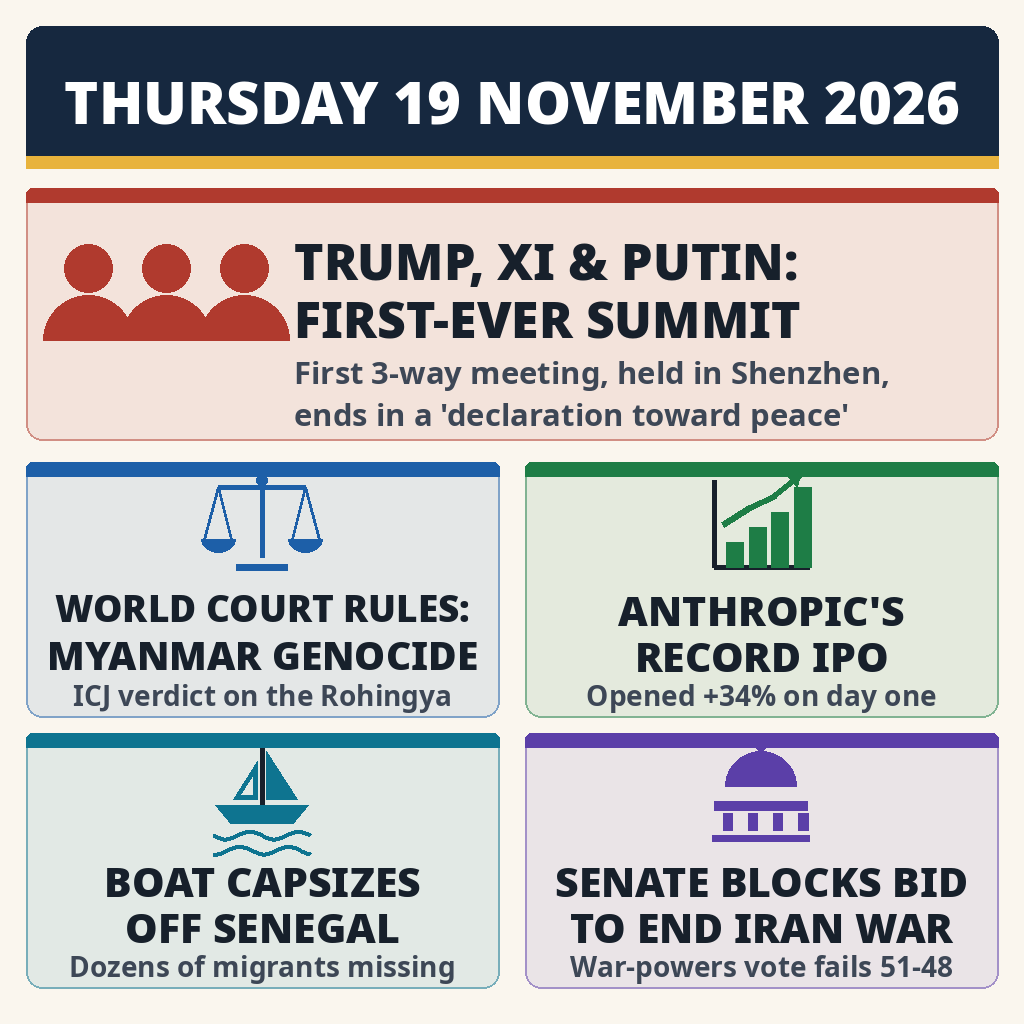 THURSDAY 19 NOVEMBER 2026
TRUMP, XI & PUTIN:
FIRST-EVER SUMMIT
First 3-way meeting, held in Shenzhen,
ends in a 'declaration toward peace'
WORLD COURT RULES:
MYANMAR GENOCIDE
ICJ verdict on the Rohingya
ANTHROPIC'S
RECORD IPO
Opened +34% on day one
BOAT CAPSIZES
OFF SENEGAL
Dozens of migrants missing
SENATE BLOCKS BID
TO END IRAN WAR
War-powers vote fails 51-48